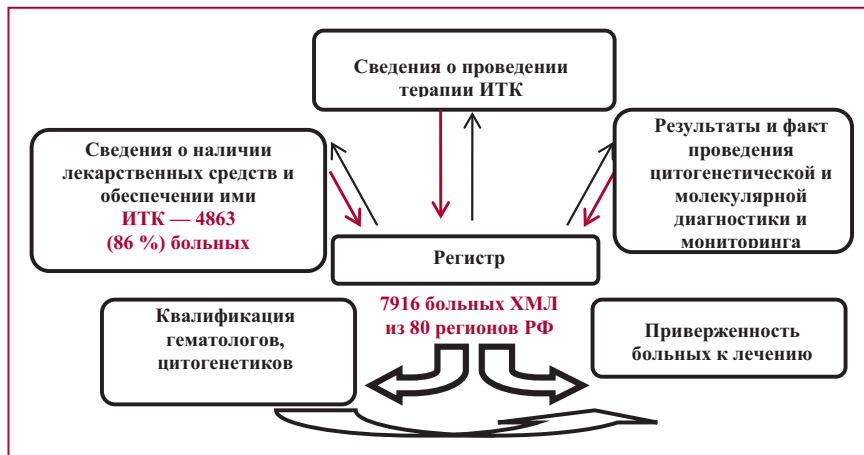 Сведения о проведении
терапии ИТК
Сведения о наличии
лекарственных средств и
обеспечении ими
ИТК — 4863
(86 %) больных
Результаты и факт
проведения
цитогенетической и
молекулярной
диагностики и
мониторинга
Регистр
7916 больных ХМЛ
из 80 регионов РФ
Квалификация
гематологов,
цитогенетиков
Приверженность
больных к лечению